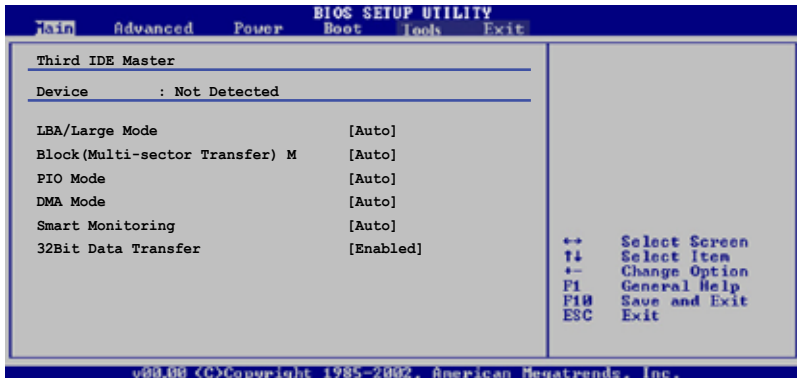 BIOS SETUP UTILITY
Main Advanced Power Boot Tools Exit
Third IDE Master
Device : Not Detected
LBA/Large Mode [Auto]
Block(Multi-sector Transfer) M [Auto]
PIO Mode [Auto]
DMA Mode [Auto]
Smart Monitoring [Auto]
32Bit Data Transfer [Enabled]
↔ Select Screen
↑↓ Select Item
+- Change Option
F1 General Help
F10 Save and Exit
ESC Exit
v00.00 (C)Copyright 1985-2002, American Megatrends, Inc.